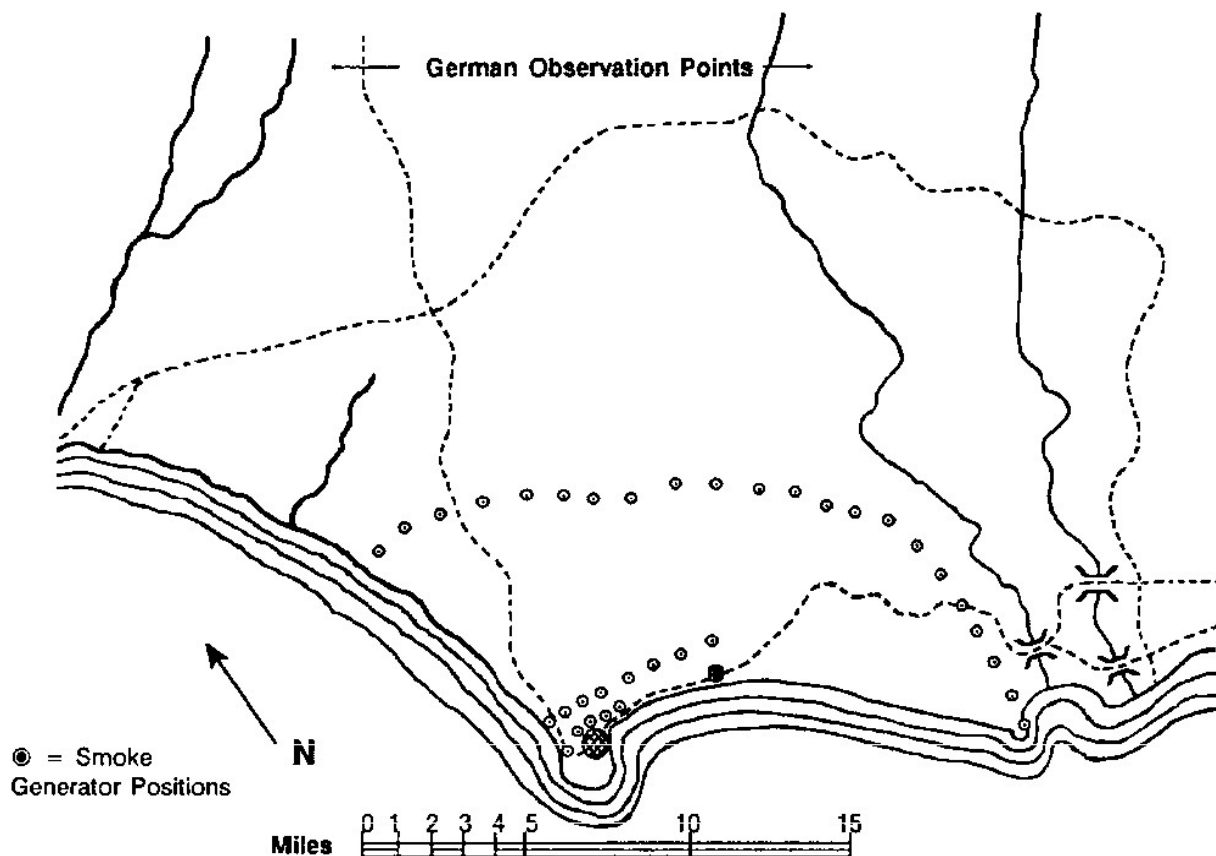 German Observation Points
N
⦿ = Smoke
Generator Positions
0 1 2 3 4 5 10 15
Miles